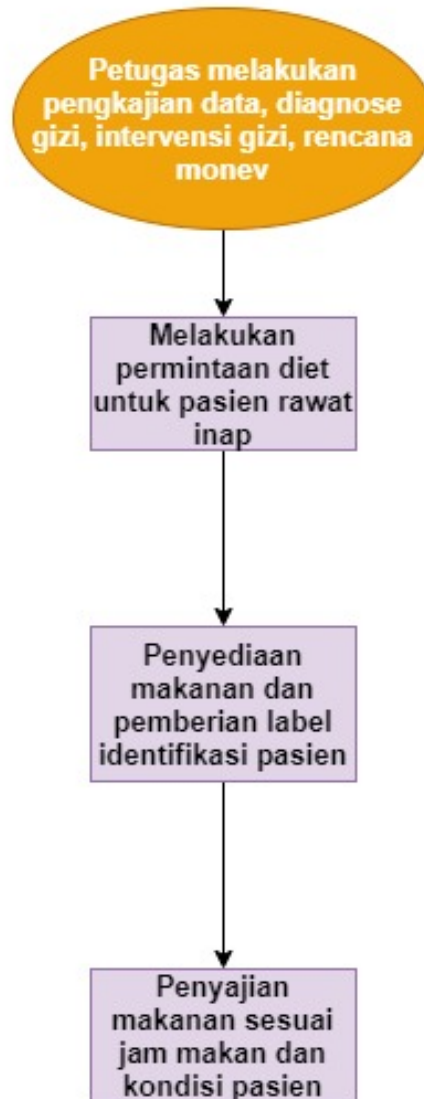 Petugas melakukan
pengkajian data, diagnose
gizi, intervensi gizi, rencana
monev
Melakukan
permintaan diet
untuk pasien rawat
inap
Penyediaan
makanan dan
pemberian label
identifikasi pasien
Penyajian
makanan sesuai
jam makan dan
kondisi pasien